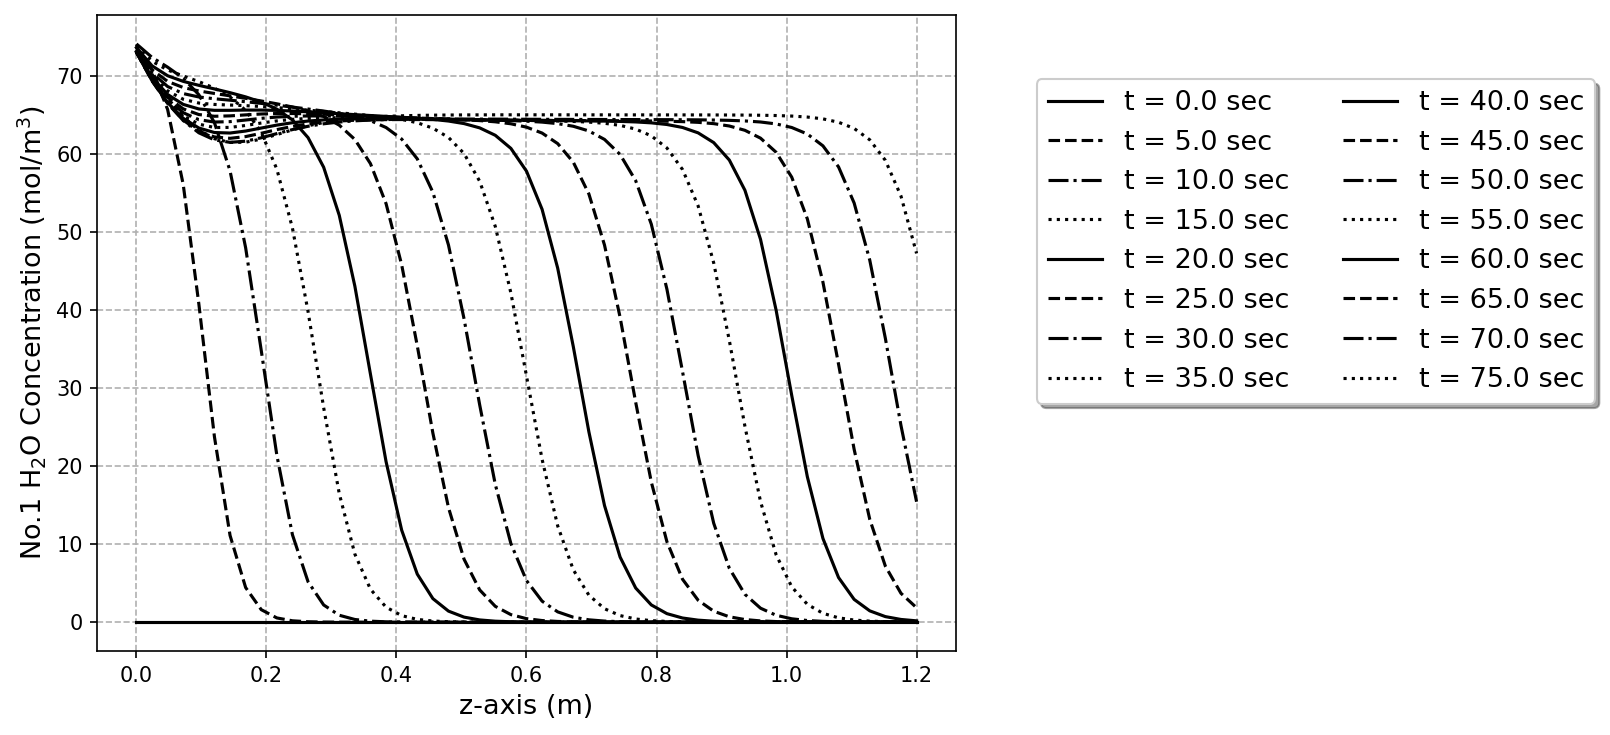 No.1 H₂O Concentration (mol/m³)
70
60
50
40
30
20
10
0
0.0 0.2 0.4 0.6 0.8 1.0 1.2
z-axis (m)
t = 0.0 sec
t = 5.0 sec
t = 10.0 sec
t = 15.0 sec
t = 20.0 sec
t = 25.0 sec
t = 30.0 sec
t = 35.0 sec
t = 40.0 sec
t = 45.0 sec
t = 50.0 sec
t = 55.0 sec
t = 60.0 sec
t = 65.0 sec
t = 70.0 sec
t = 75.0 sec